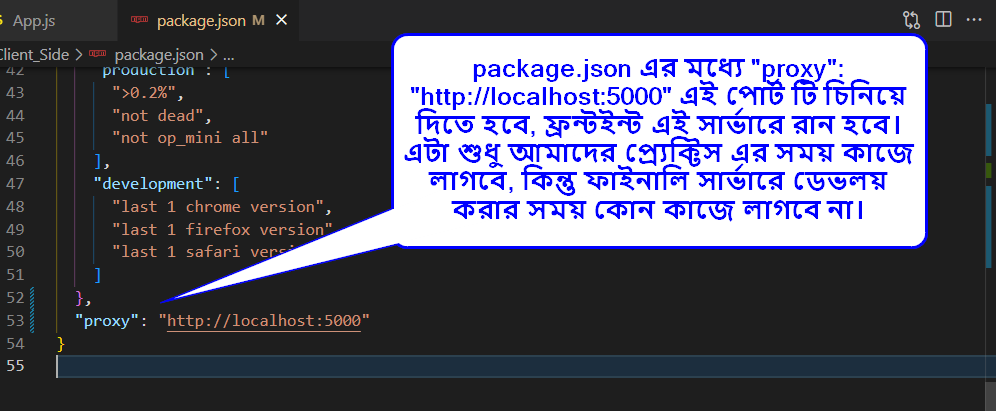 App.js
package.json M
Client_Side > package.json > ...
package.json এর মধ্যে "proxy":
"http://localhost:5000" এই পোর্ট টি চিনিয়ে
দিতে হবে, ফ্রন্টইন্ট এই সার্ভারে রান হবে।
এটা শুধু আমাদের প্র্যেক্টিস এর সময় কাজে
লাগবে, কিন্তু ফাইনালি সার্ভারে ডেভলয়
করার সময় কোন কাজে লাগবে না।
42 "production": [
43 ">0.2%",
44 "not dead",
45 "not op_mini all"
46 ],
47 "development": [
48 "last 1 chrome version",
49 "last 1 firefox version"
50 "last 1 safari versi
51 ]
52 },
53 "proxy": "http://localhost:5000"
54 }
55